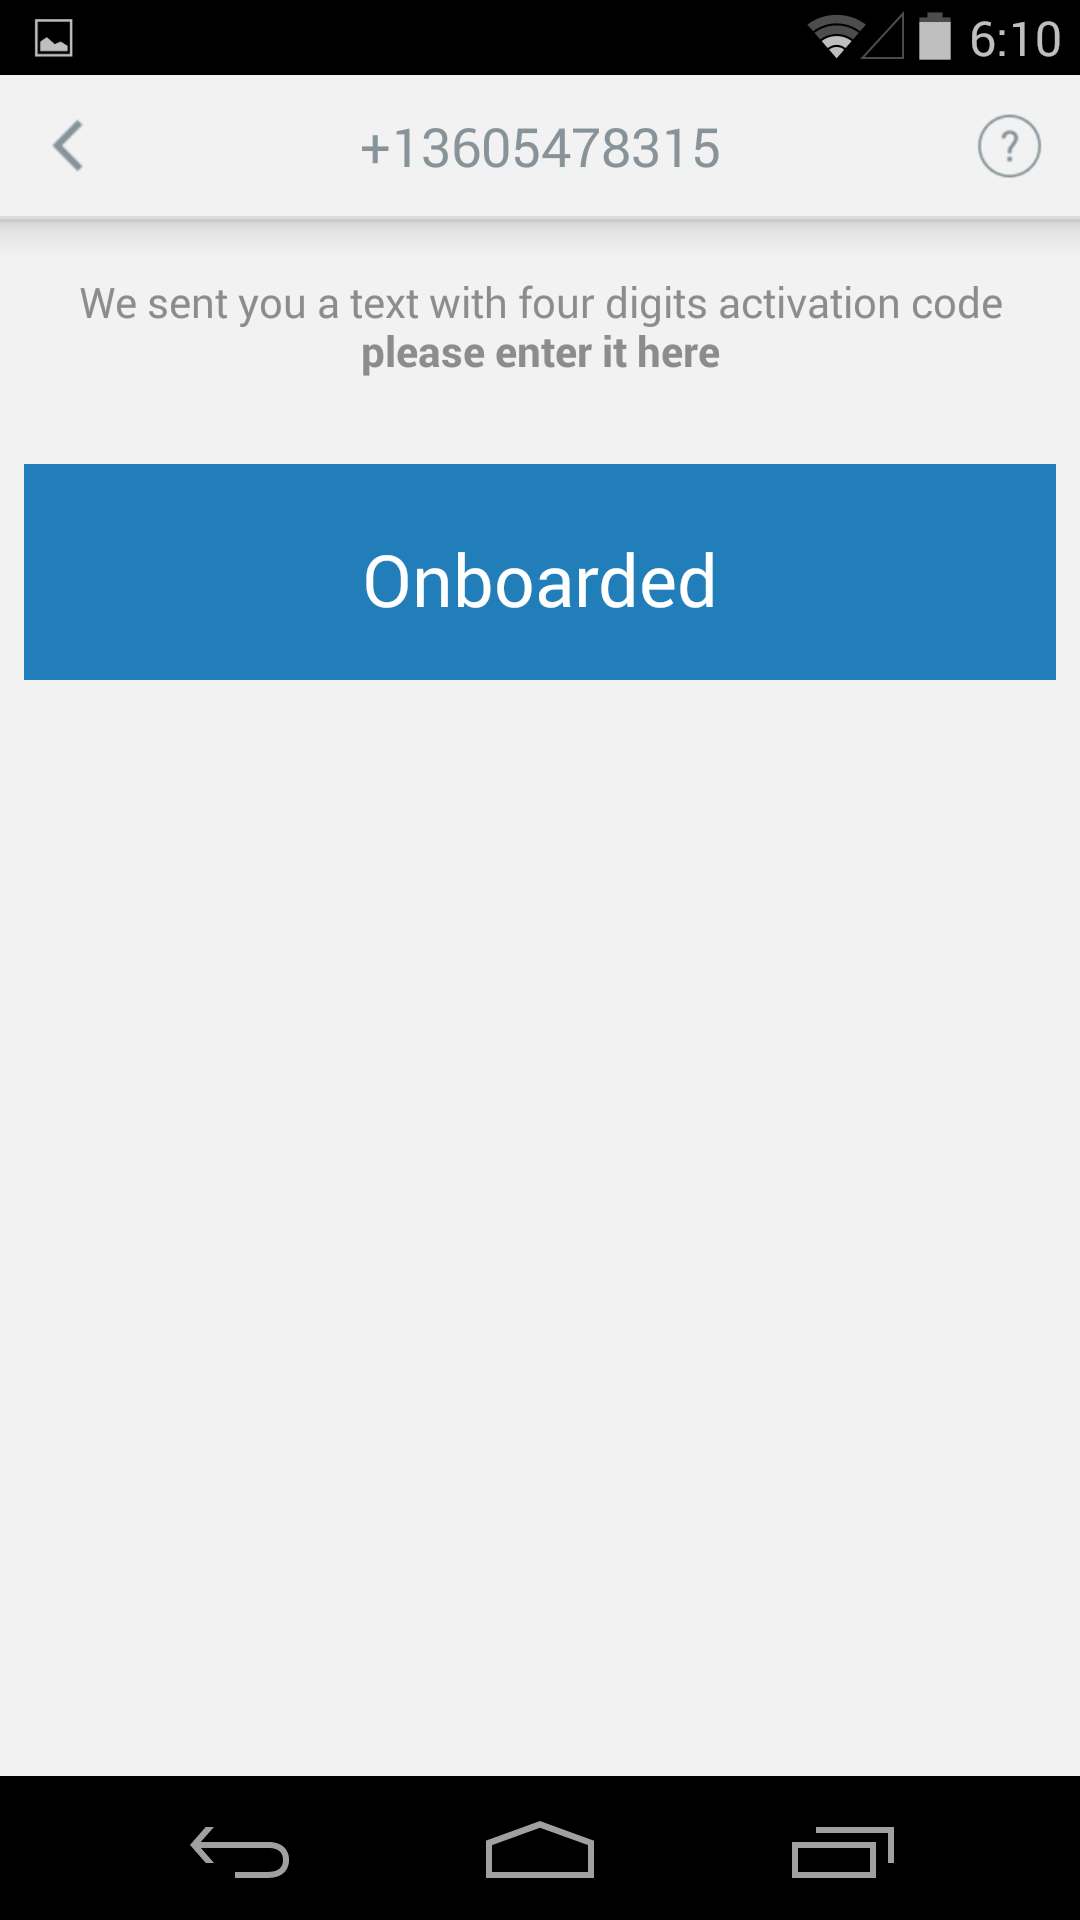 6:10
+13605478315
?
We sent you a text with four digits activation code
please enter it here
Onboarded